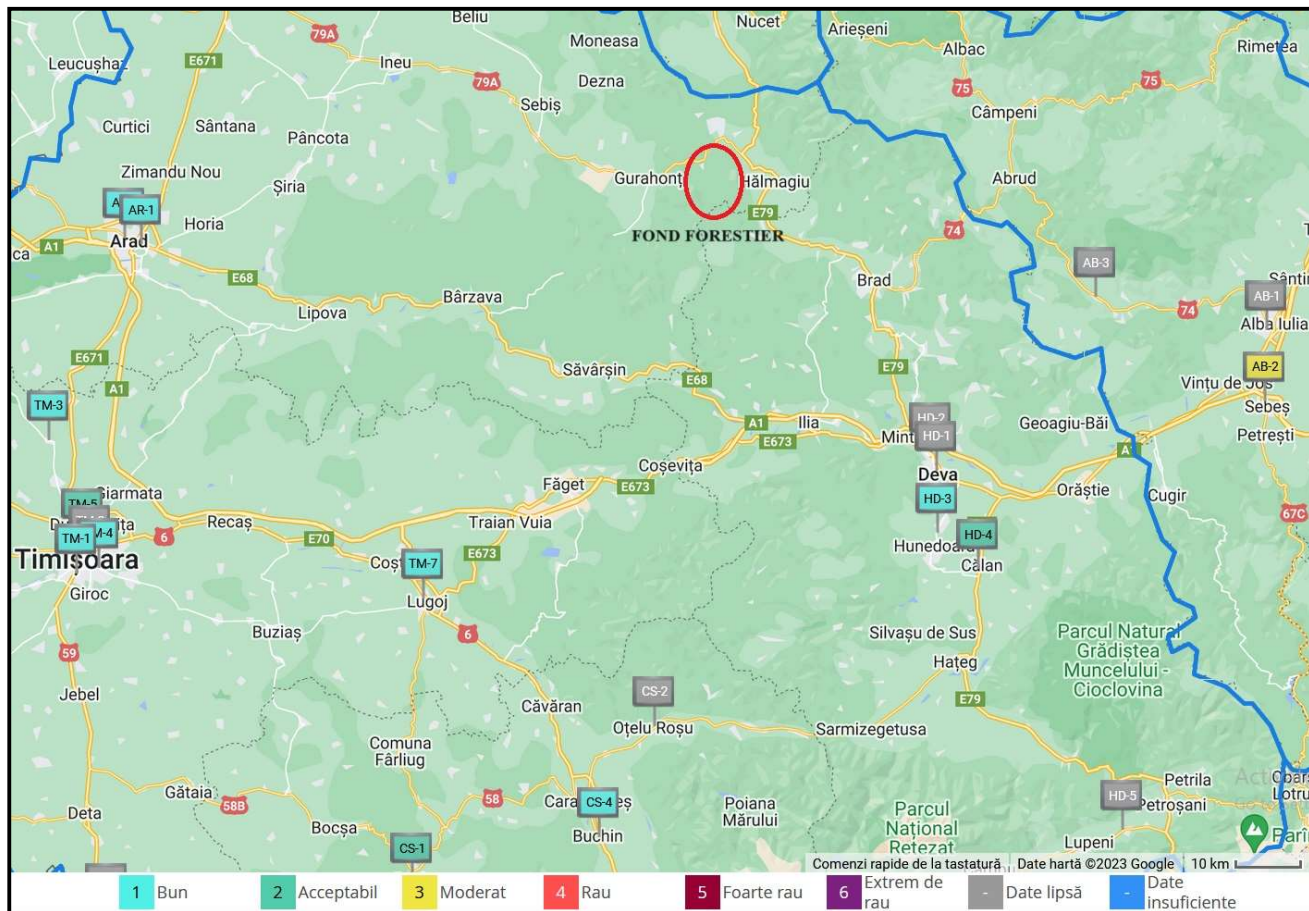 Beliu
Nucet
Arieșeni
79A
Moneasa
Rimetea
Leucușhaz
E671
Ineu
Albac
79A
Dezna
75
75
Sebiș
Curtici
Sântana
Pâncota
Câmpeni
Zimandu Nou
Șiria
Gurahonț
Hălmagiu
Abrud
AR-1
Horia
E79
Arad
FOND FORESTIER
74
A1
E68
AB-3
Brad
Bârzava
AB-1
Lipova
74
Alba Iulia
E671
A1
Săvârșin
E79
AB-2
E68
Vințu de Jos
TM-3
Sebeș
HD-2
A1
Ilia
Geoagiu-Băi
HD-1
Petrești
E673
Coșevița
Deva
Făget
E673
Orăștie
Cugir
TM-5
HD-3
67C
Recaș
Traian Vuia
TM-1
6
E70
HD-4
Timișoara
E673
Hunedoara
TM-7
Călan
Giroc
Lugoj
Buziaș
6
Silvașu de Sus
Parcul Natural
Grădiștea
Muncelului -
Cioclovina
59
Hațeg
Jebel
CS-2
E79
Căvăran
Oțelu Roșu
Sarmizegetusa
Comuna
Fârliug
Petrila
Gătaia
58
HD-5
Petroșani
58B
CS-4
Poiana
Mărului
Deta
Bocșa
Buchin
Parcul
Național
Retezat
Lupeni
CS-1
Comenzi rapide de la tastatură Date hartă ©2023 Google 10 km
1 Bun 2 Acceptabil 3 Moderat 4 Rau 5 Foarte rau 6 Extrem de rau - Date lipsă - Date insuficiente